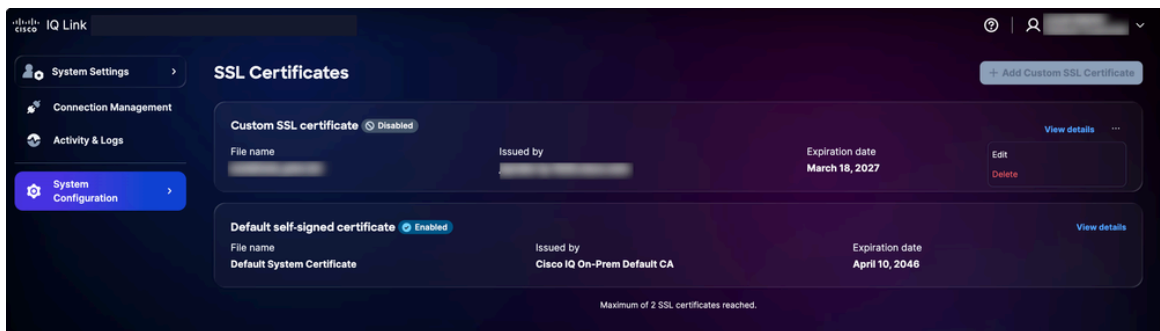 cisco IQ Link
System Settings
SSL Certificates
+ Add Custom SSL Certificate
Connection Management
Activity & Logs
System Configuration
Custom SSL certificate Disabled
View details ...
File name
Issued by
Expiration date
March 18, 2027
Edit
Delete
Default self-signed certificate Enabled
View details
File name
Issued by
Expiration date
Default System Certificate
Cisco IQ On-Prem Default CA
April 10, 2046
Maximum of 2 SSL certificates reached.